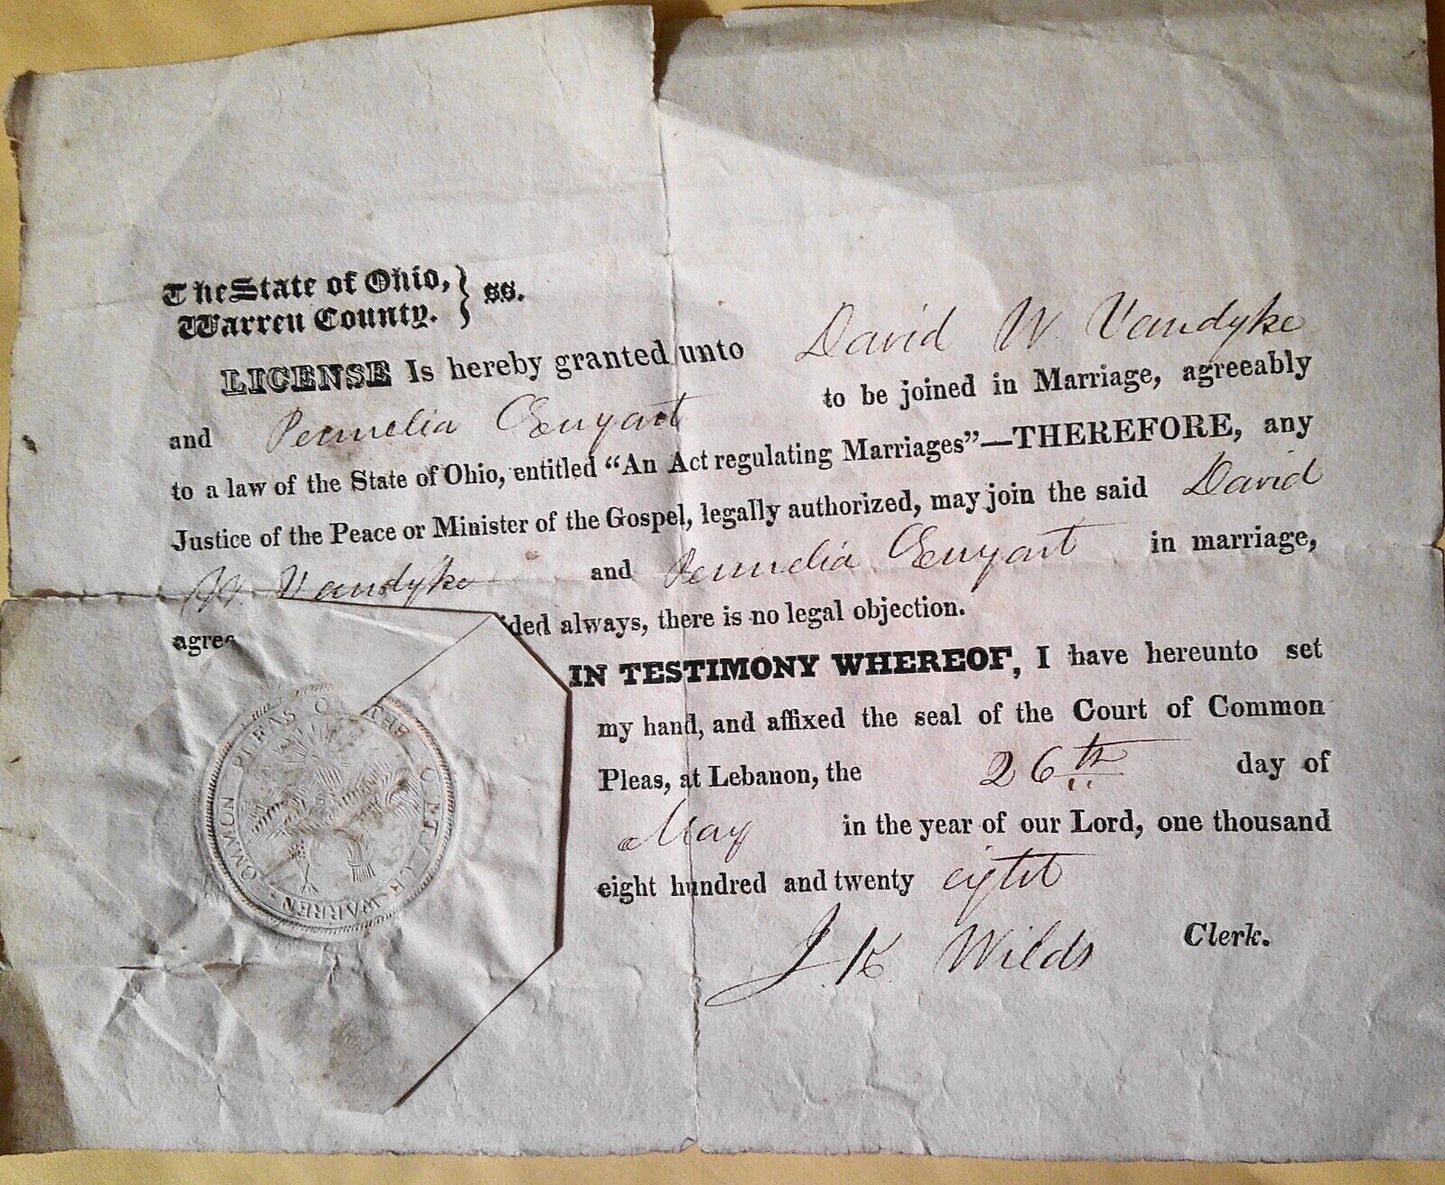 The State of Ohio,
Warren County. } ss.
LICENSE Is hereby granted unto David W. Vandyke
and Permelia Enyart to be joined in Marriage, agreeably
to a law of the State of Ohio, entitled “An Act regulating Marriages”—THEREFORE, any
Justice of the Peace or Minister of the Gospel, legally authorized, may join the said David
W. Vandyke and Permelia Enyart in marriage,
agree ided always, there is no legal objection.
IN TESTIMONY WHEREOF, I have hereunto set
my hand, and affixed the seal of the Court of Common
Pleas, at Lebanon, the 26th day of
May in the year of our Lord, one thousand
eight hundred and twenty eight
J. K. Wilds Clerk.
COMMON PLEAS WARREN